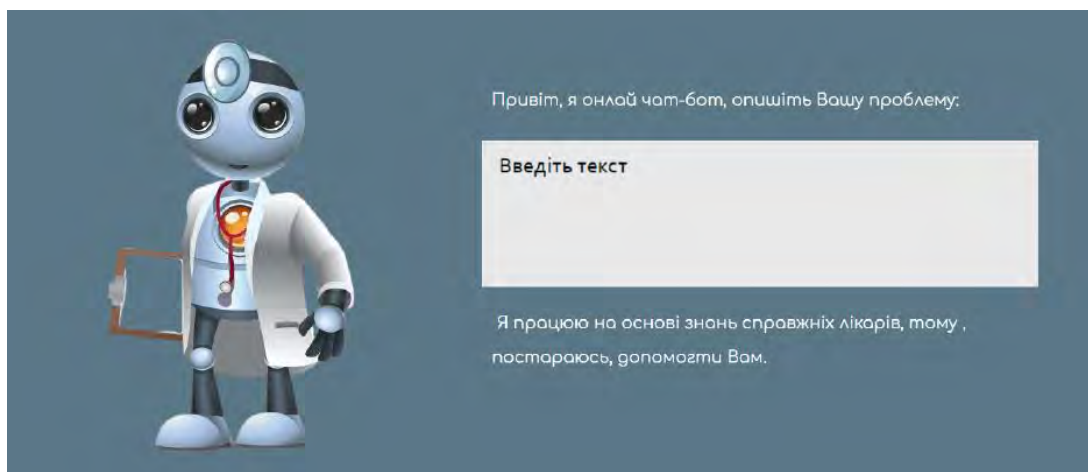 Привіт, я онлай чат-бот, опишіть Вашу проблему:
Введіть текст
Я працюю на основі знань справжніх лікарів, тому ,
постараюсь, допомогти Вам.